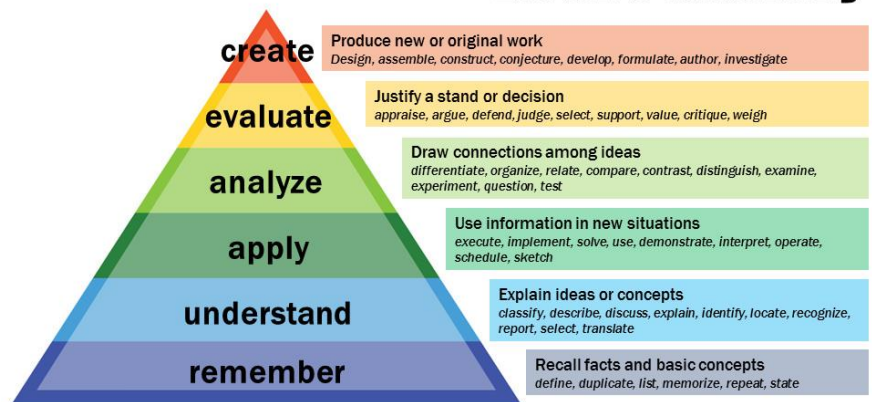 create
Produce new or original work
Design, assemble, construct, conjecture, develop, formulate, author, investigate
evaluate
Justify a stand or decision
appraise, argue, defend, judge, select, support, value, critique, weigh
analyze
Draw connections among ideas
differentiate, organize, relate, compare, contrast, distinguish, examine,
experiment, question, test
apply
Use information in new situations
execute, implement, solve, use, demonstrate, interpret, operate,
schedule, sketch
understand
Explain ideas or concepts
classify, describe, discuss, explain, identify, locate, recognize,
report, select, translate
remember
Recall facts and basic concepts
define, duplicate, list, memorize, repeat, state